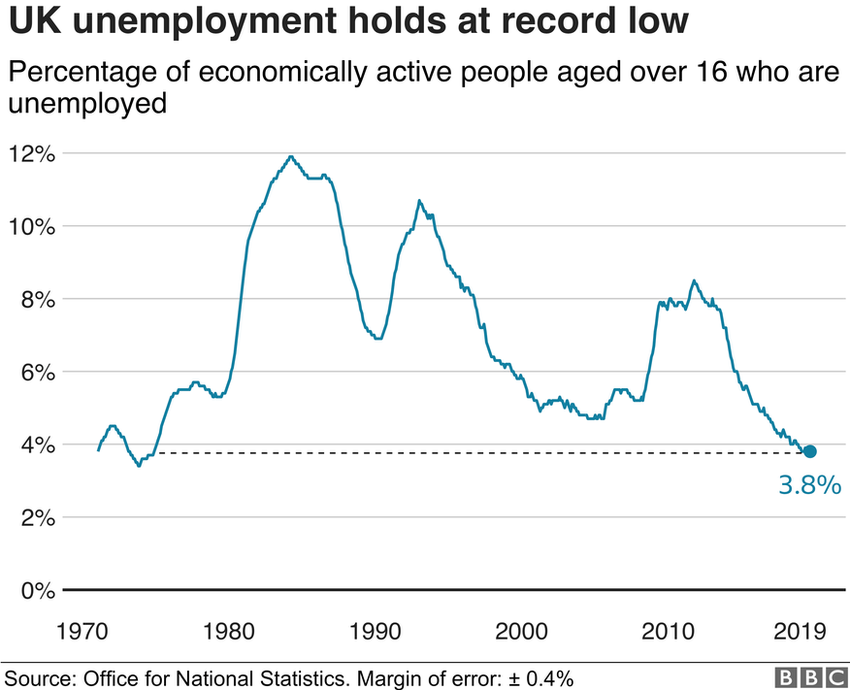 UK unemployment holds at record low
Percentage of economically active people aged over 16 who are
unemployed
12%
10%
8%
6%
4%
3.8%
2%
0%
1970 1980 1990 2000 2010 2019
Source: Office for National Statistics. Margin of error: ± 0.4%
BBC